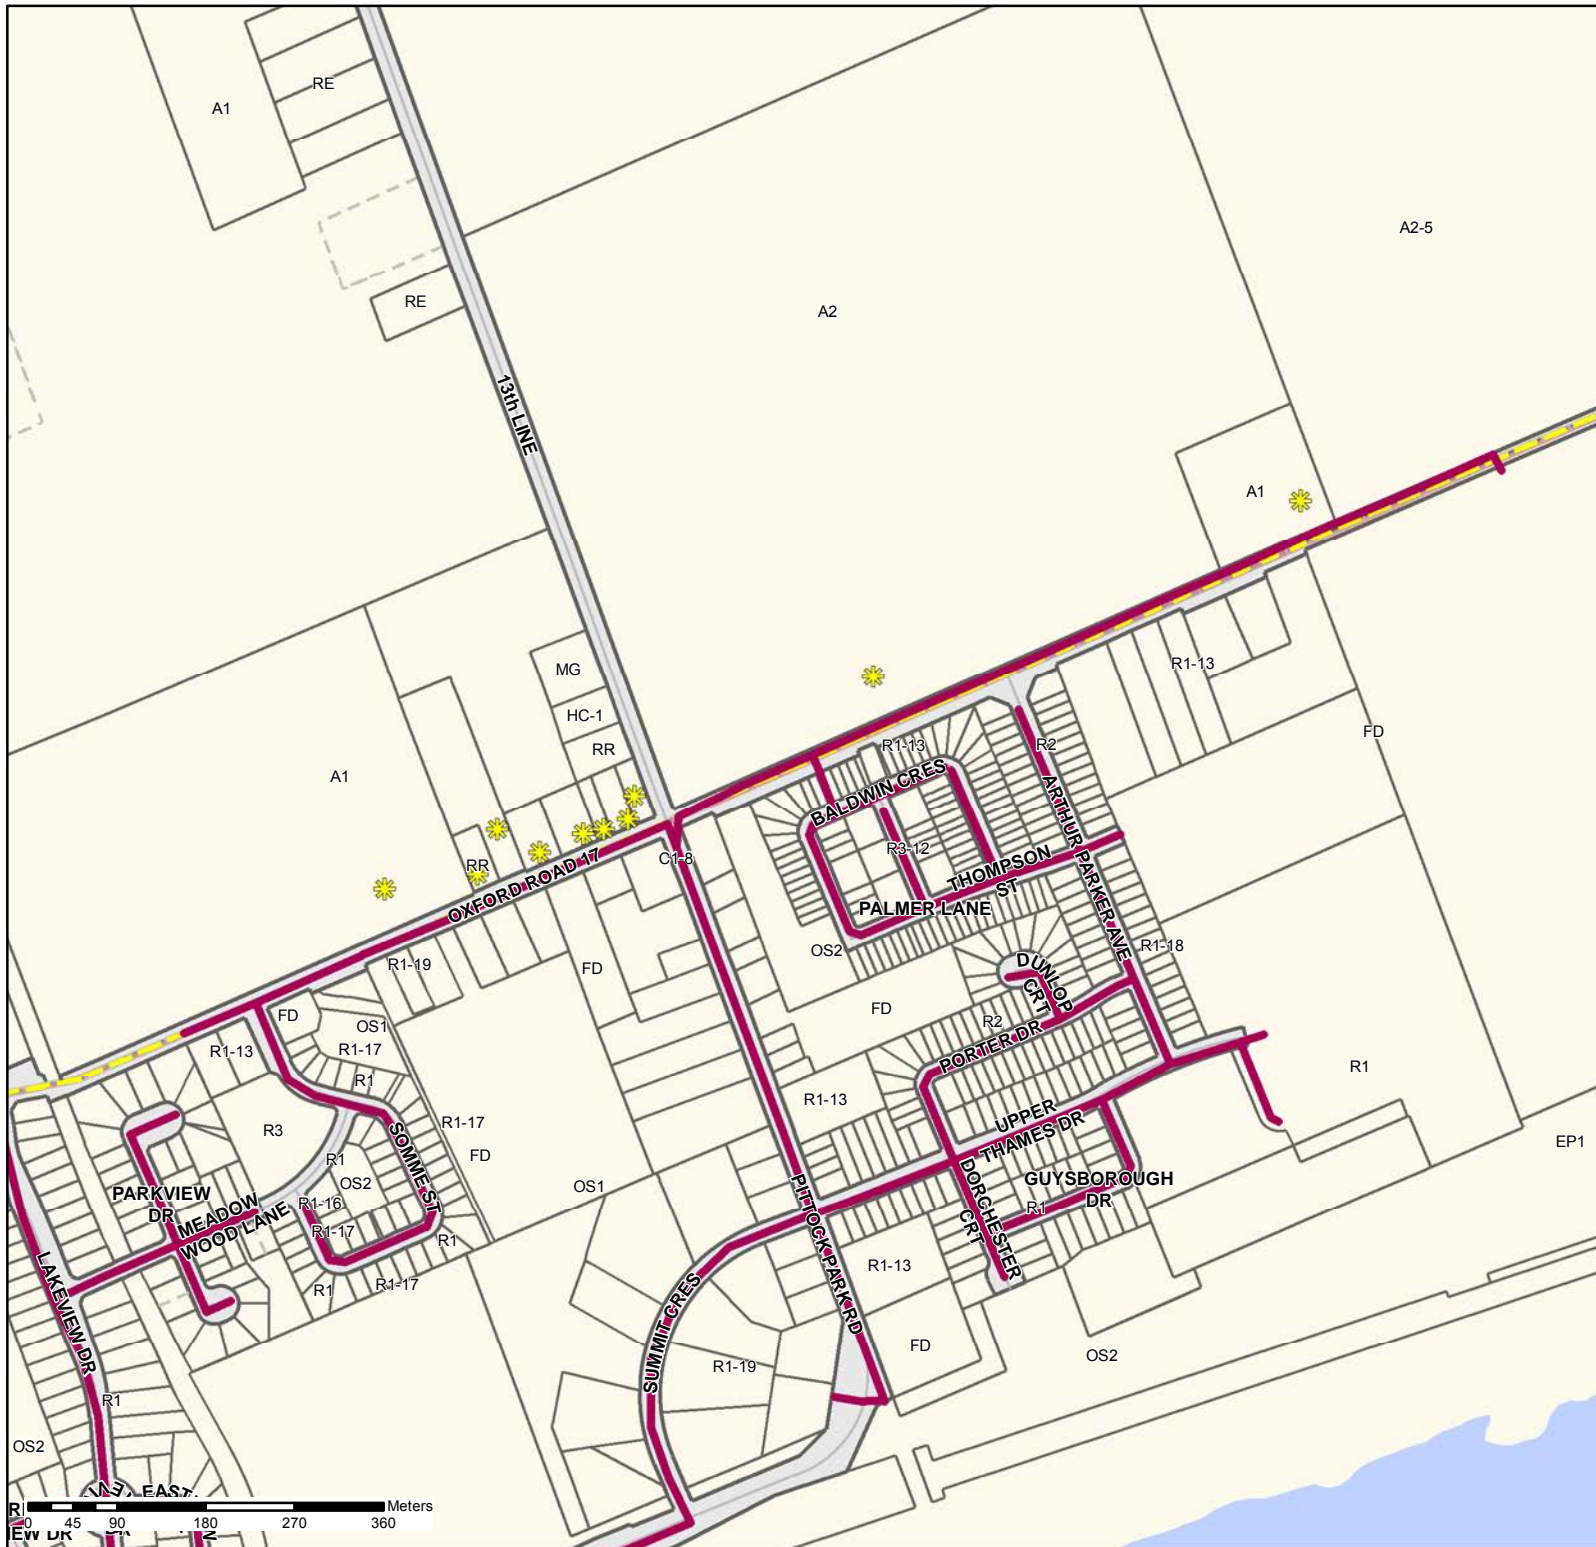 RE
A1
A2-5
RE
A2
13th LINE
A1
MG
R1-13
HC-1
FD
RR
R1-13
R2
A1
BALDWIN CRES
ARTHUR PARKER AVE
R3-12
C1-8
RR
OXFORD ROAD 17
THOMPSON
ST
PALMER LANE
OS2
R1-18
R1-19
FD
DUNLOP
CRT
FD
FD
R2
OS1
R1-13
R1-17
PORTER DR
R1
R1
R1-13
R1-17
UPPER
THAMES DR
R3
SOMME ST
EP1
R1
FD
OS2
GUYSBOROUGH
DR
PARKVIEW
DR
OS1
R1-16
MEADOW
WOOD LANE
R1
R1-17
DORCHESTER
CRT
PITTOCK PARK RD
R1
R1-13
R1
R1-17
LAKEVIEW DR
SUMMIT CRES
FD
OS2
R1-19
R1
OS2
EAST
Meters
0 45 90 180 270 360